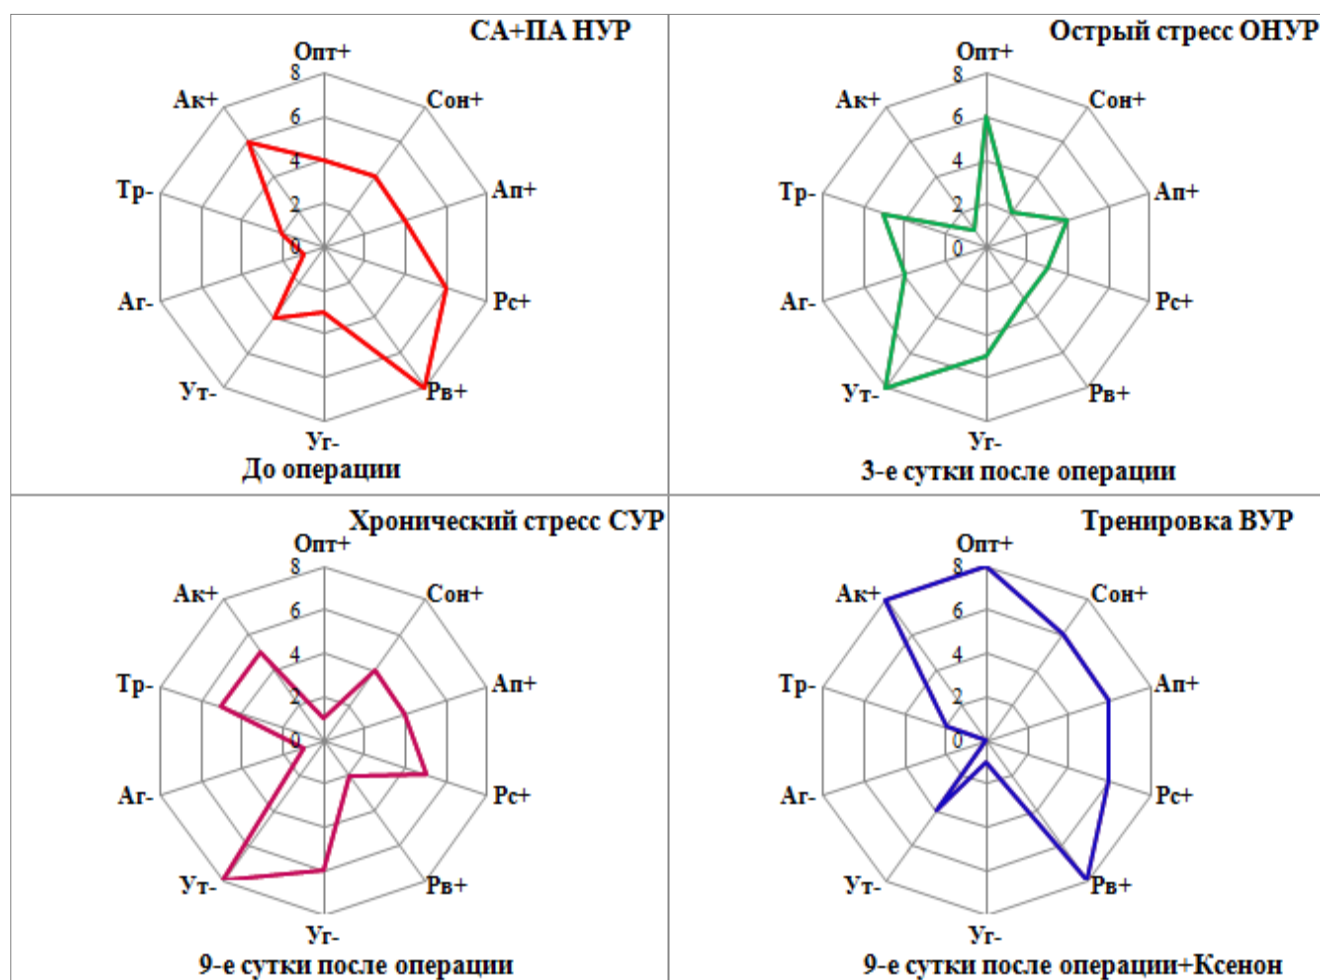 СА+ПА НУР
Опт+
8
Ак+
Сон+
6
4
Тр-
Ап+
2
0
Аг-
Рс+
Ут-
Рв+
Уг-
До операции
Острый стресс ОНУР
Опт+
8
Ак+
Сон+
6
4
Тр-
Ап+
2
0
Аг-
Рс+
Ут-
Рв+
Уг-
3-е сутки после операции
Хронический стресс СУР
Опт+
8
Ак+
Сон+
6
4
Тр-
Ап+
2
0
Аг-
Рс+
Ут-
Рв+
Уг-
9-е сутки после операции
Тренировка ВУР
Опт+
8
Ак+
Сон+
6
4
Тр-
Ап+
2
0
Аг-
Рс+
Ут-
Рв+
Уг-
9-е сутки после операции+Ксенон